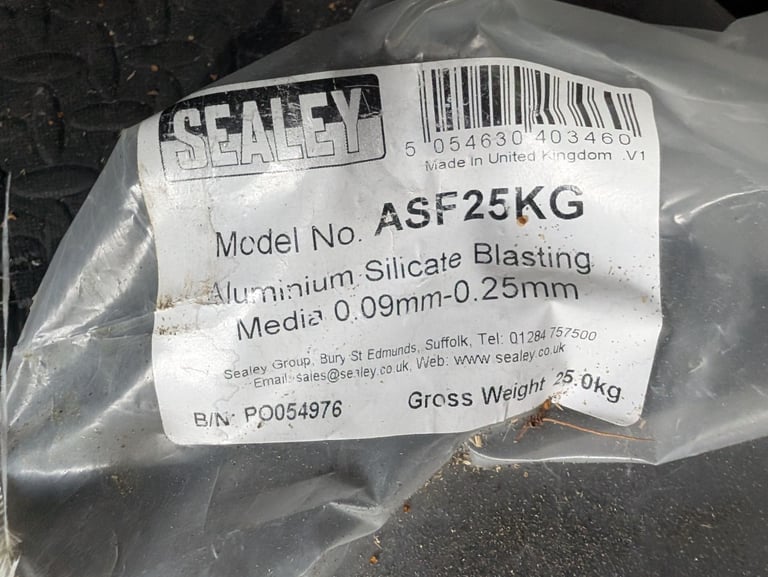 SEALEY
5 054630 403460
Made in United Kingdom .V1
Model No. ASF25KG
Aluminium Silicate Blasting
Media 0.09mm-0.25mm
Sealey Group, Bury St Edmunds, Suffolk, Tel: 01284 757500
Email: sales@sealey.co.uk, Web: www.sealey.co.uk
B/N: PO054976
Gross Weight 25.0kg